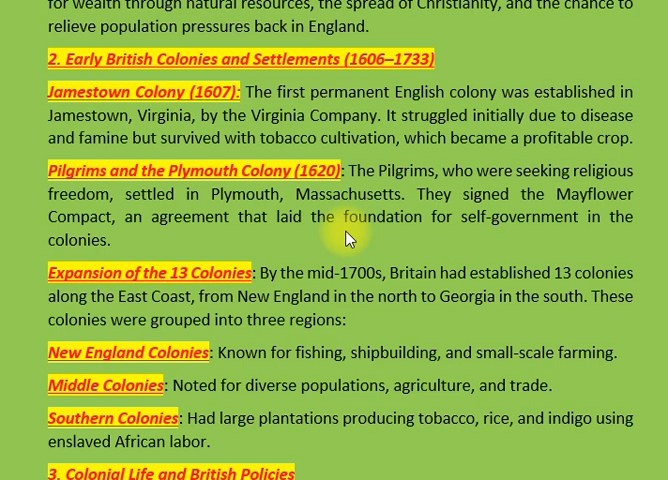 for wealth through natural resources, the spread of Christianity, and the chance to
relieve population pressures back in England.
2. Early British Colonies and Settlements (1606–1733)
Jamestown Colony (1607): The first permanent English colony was established in
Jamestown, Virginia, by the Virginia Company. It struggled initially due to disease
and famine but survived with tobacco cultivation, which became a profitable crop.
Pilgrims and the Plymouth Colony (1620): The Pilgrims, who were seeking religious
freedom, settled in Plymouth, Massachusetts. They signed the Mayflower
Compact, an agreement that laid the foundation for self-government in the
colonies.
Expansion of the 13 Colonies: By the mid-1700s, Britain had established 13 colonies
along the East Coast, from New England in the north to Georgia in the south. These
colonies were grouped into three regions:
New England Colonies: Known for fishing, shipbuilding, and small-scale farming.
Middle Colonies: Noted for diverse populations, agriculture, and trade.
Southern Colonies: Had large plantations producing tobacco, rice, and indigo using
enslaved African labor.
3. Colonial Life and British Policies